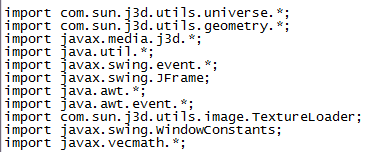 import com.sun.j3d.utils.universe.*;
import com.sun.j3d.utils.geometry.*;
import javax.media.j3d.*;
import java.util.*;
import javax.swing.event.*;
import javax.swing.JFrame;
import java.awt.*;
import java.awt.event.*;
import com.sun.j3d.utils.image.TextureLoader;
import javax.swing.WindowConstants;
import javax.vecmath.*;